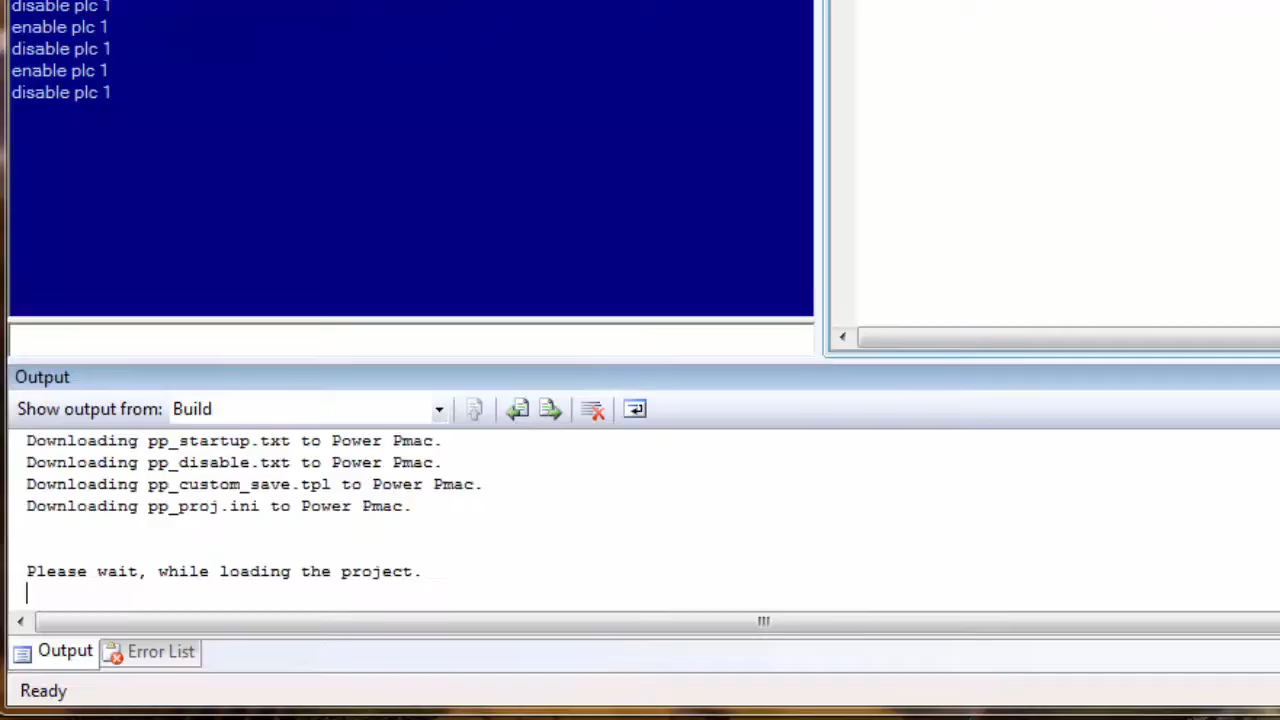 disable plc 1
enable plc 1
disable plc 1
enable plc 1
disable plc 1
Output
Show output from: Build
Downloading pp_startup.txt to Power Pmac.
Downloading pp_disable.txt to Power Pmac.
Downloading pp_custom_save.tpl to Power Pmac.
Downloading pp_proj.ini to Power Pmac.
Please wait, while loading the project.
Output Error List
Ready